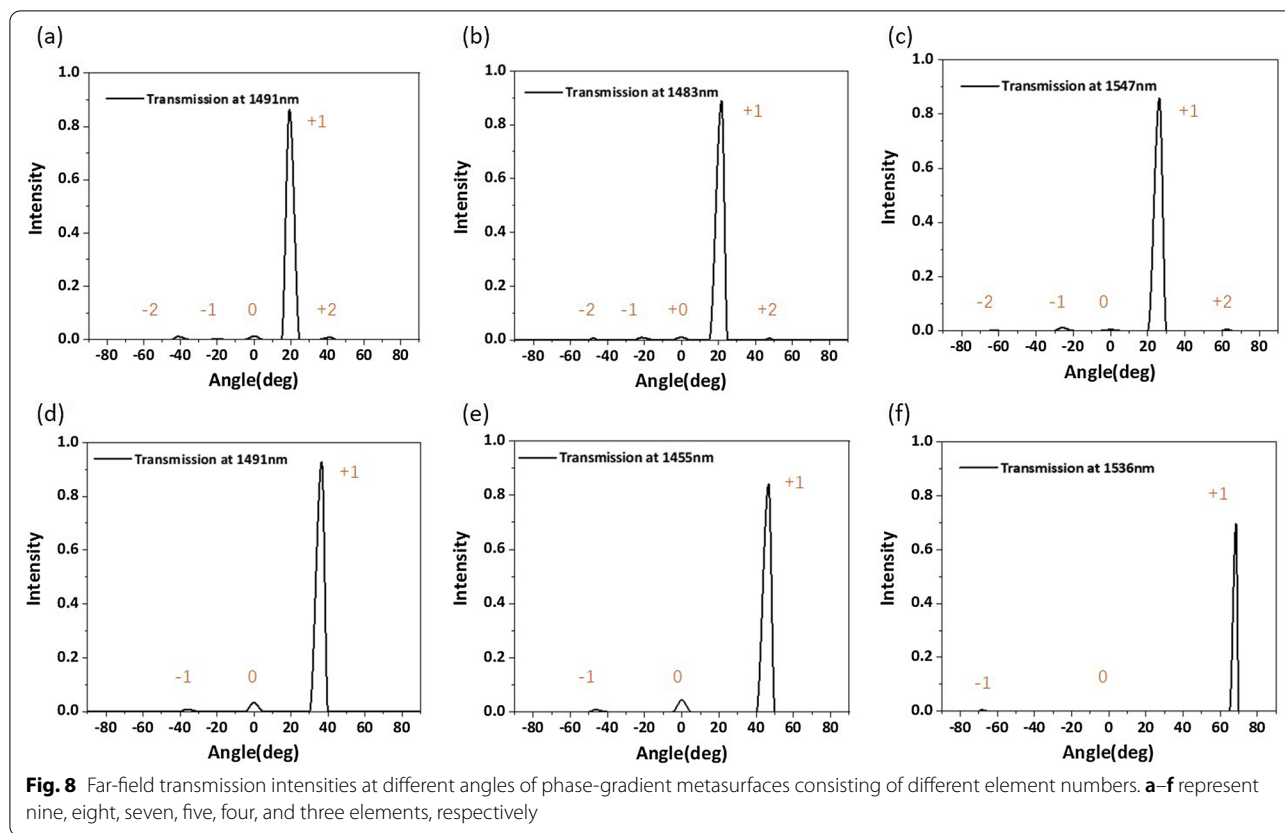 (a)
1.0
0.8
0.6
0.4
0.2
0.0
Intensity
Transmission at 1491nm
+1
-2 -1 0 +2
-80 -60 -40 -20 0 20 40 60 80
Angle(deg)
(b)
1.0
0.8
0.6
0.4
0.2
0.0
Intensity
Transmission at 1483nm
+1
-2 -1 +0 +2
-80 -60 -40 -20 0 20 40 60 80
Angle(deg)
(c)
1.0
0.8
0.6
0.4
0.2
0.0
Intensity
Transmission at 1547nm
+1
-2 -1 0 +2
-80 -60 -40 -20 0 20 40 60 80
Angle(deg)
(d)
1.0
0.8
0.6
0.4
0.2
0.0
Intensity
Transmission at 1491nm
+1
-1 0
-80 -60 -40 -20 0 20 40 60 80
Angle(deg)
(e)
1.0
0.8
0.6
0.4
0.2
0.0
Intensity
Transmission at 1455nm
+1
-1 0
-80 -60 -40 -20 0 20 40 60 80
Angle(deg)
(f)
1.0
0.8
0.6
0.4
0.2
0.0
Intensity
Transmission at 1536nm
+1
-1 0
-80 -60 -40 -20 0 20 40 60 80
Angle(deg)
Fig. 8 Far-field transmission intensities at different angles of phase-gradient metasurfaces consisting of different element numbers. a–f represent
nine, eight, seven, five, four, and three elements, respectively